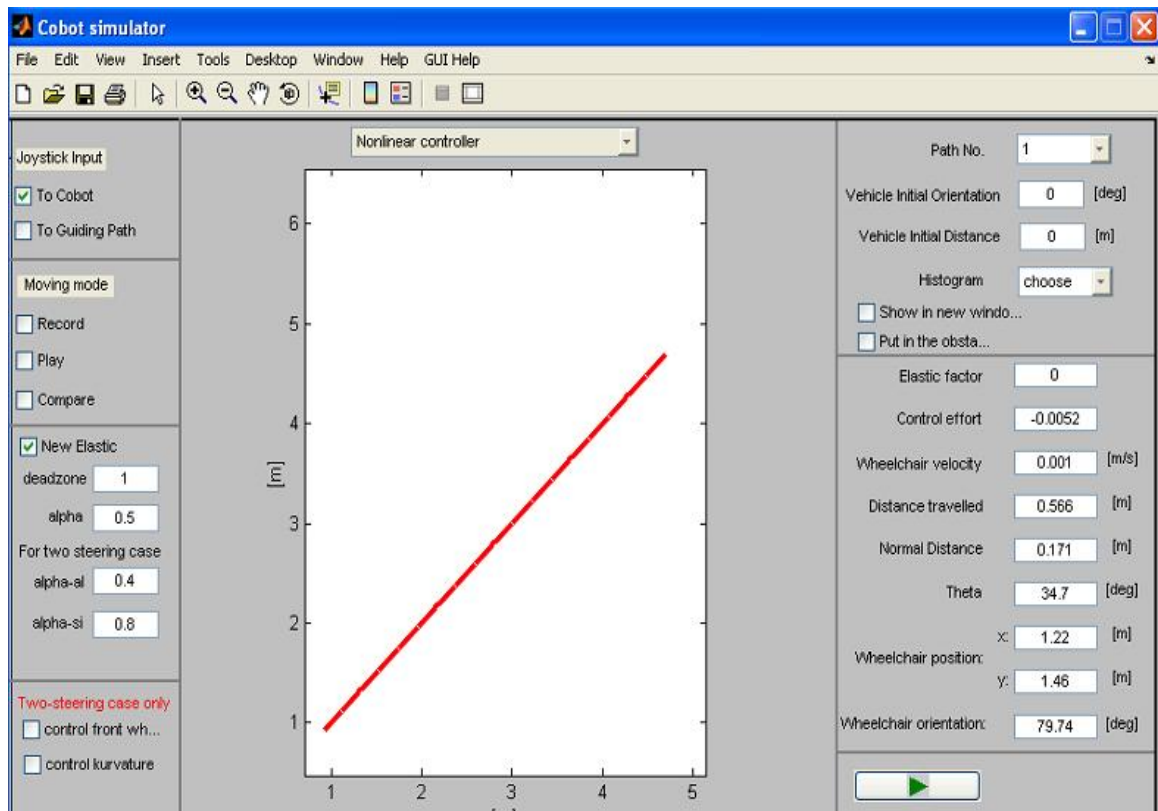 Cobot simulator
File Edit View Insert Tools Desktop Window Help GUI Help
Joystick Input
To Cobot
To Guiding Path
Moving mode
Record
Play
Compare
New Elastic
deadzone 1
alpha 0.5
For two steering case
alpha-al 0.4
alpha-si 0.8
Two-steering case only
control front wh...
control kurvature
Nonlinear controller
6
5
4
[m]
3
2
1
1 2 3 4 5
Path No. 1
Vehicle Initial Orientation 0 [deg]
Vehicle Initial Distance 0 [m]
Histogram choose
Show in new windo...
Put in the obsta...
Elastic factor 0
Control effort -0.0052
Wheelchair velocity 0.001 [m/s]
Distance travelled 0.566 [m]
Normal Distance 0.171 [m]
Theta 34.7 [deg]
x: 1.22 [m]
Wheelchair position:
y: 1.46 [m]
Wheelchair orientation: 79.74 [deg]